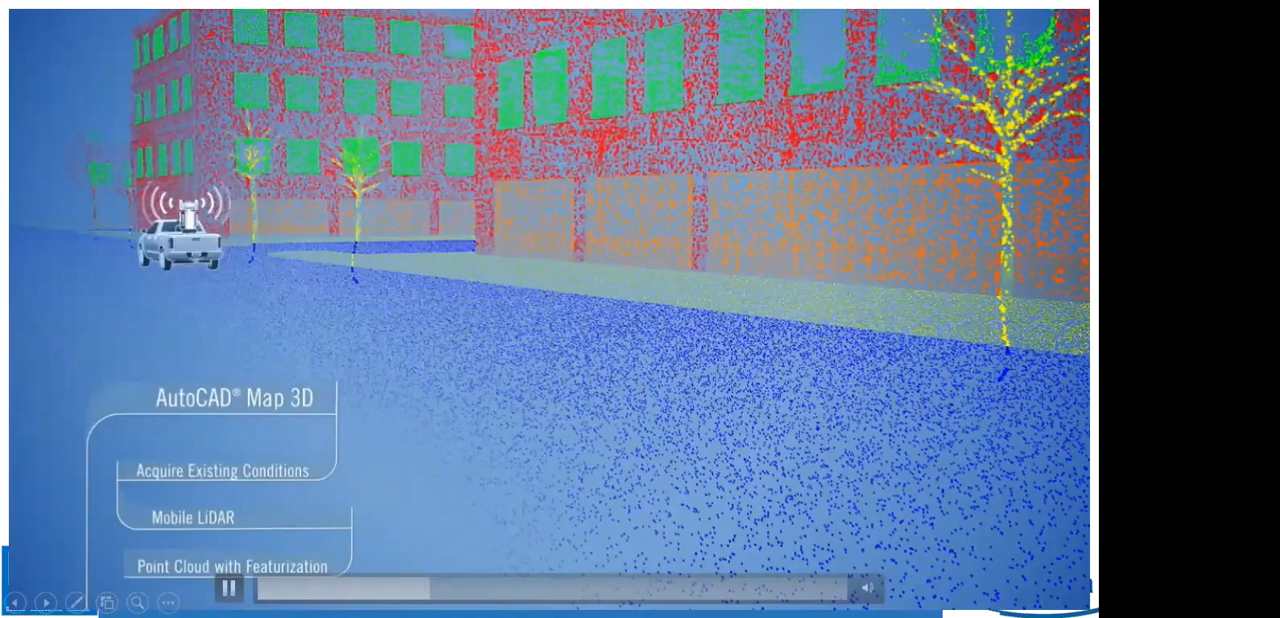 AutoCAD® Map 3D
Acquire Existing Conditions
Mobile LiDAR
Point Cloud with Featurization